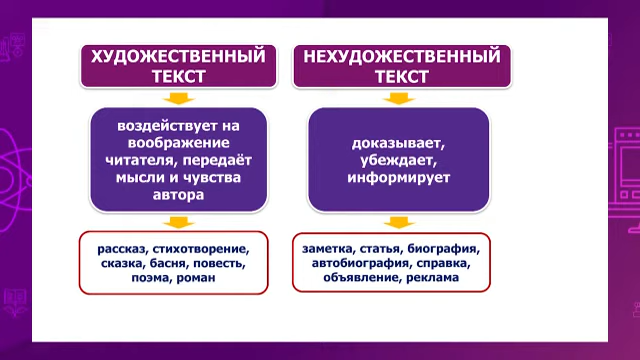 ХУДОЖЕСТВЕННЫЙ
ТЕКСТ
воздействует на
воображение
читателя, передаёт
мысли и чувства
автора
рассказ, стихотворение,
сказка, басня, повесть,
поэма, роман
НЕХУДОЖЕСТВЕННЫЙ
ТЕКСТ
доказывает,
убеждает,
информирует
заметка, статья, биография,
автобиография, справка,
объявление, реклама